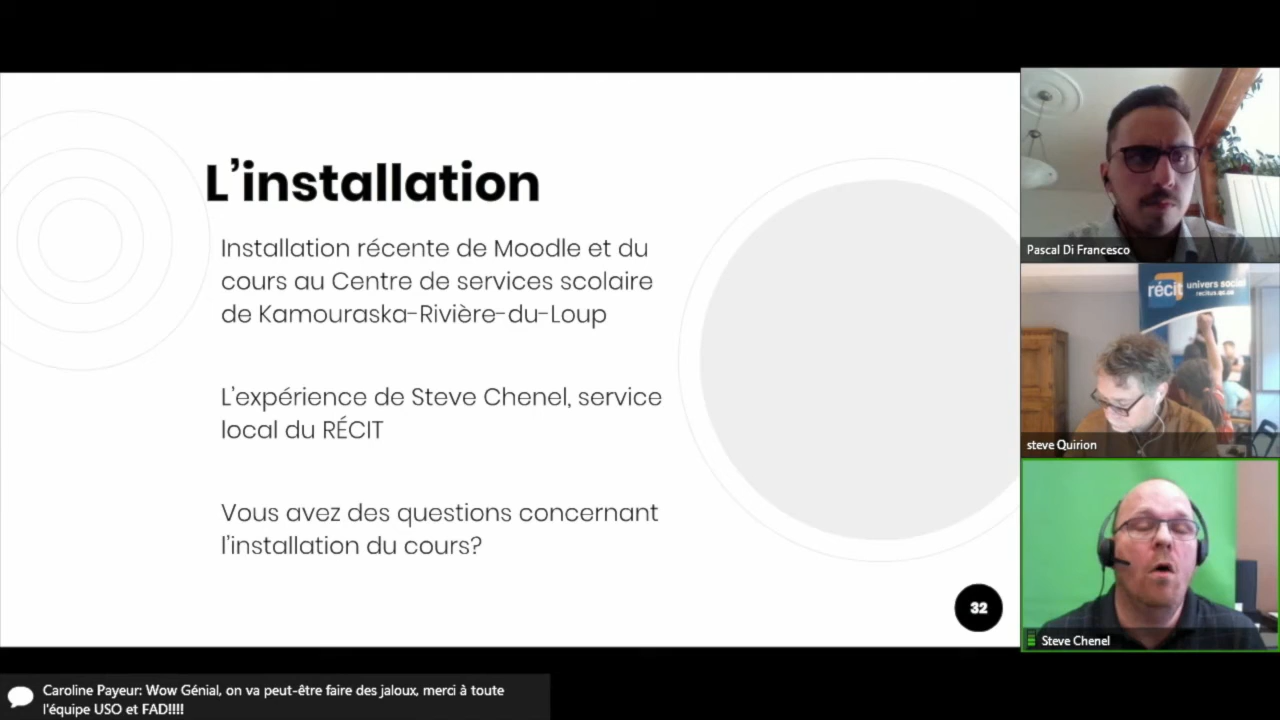 L'installation
Installation récente de Moodle et du
cours au Centre de services scolaire
de Kamouraska-Rivière-du-Loup
L'expérience de Steve Chenel, service
local du RÉCIT
Vous avez des questions concernant
l'installation du cours?
32
Pascal Di Francesco
récit univers social
recitus.qc.ca
steve Quirion
Steve Chenel
Caroline Payeur: Wow Génial, on va peut-être faire des jaloux, merci à toute
l'équipe USO et FAD!!!!